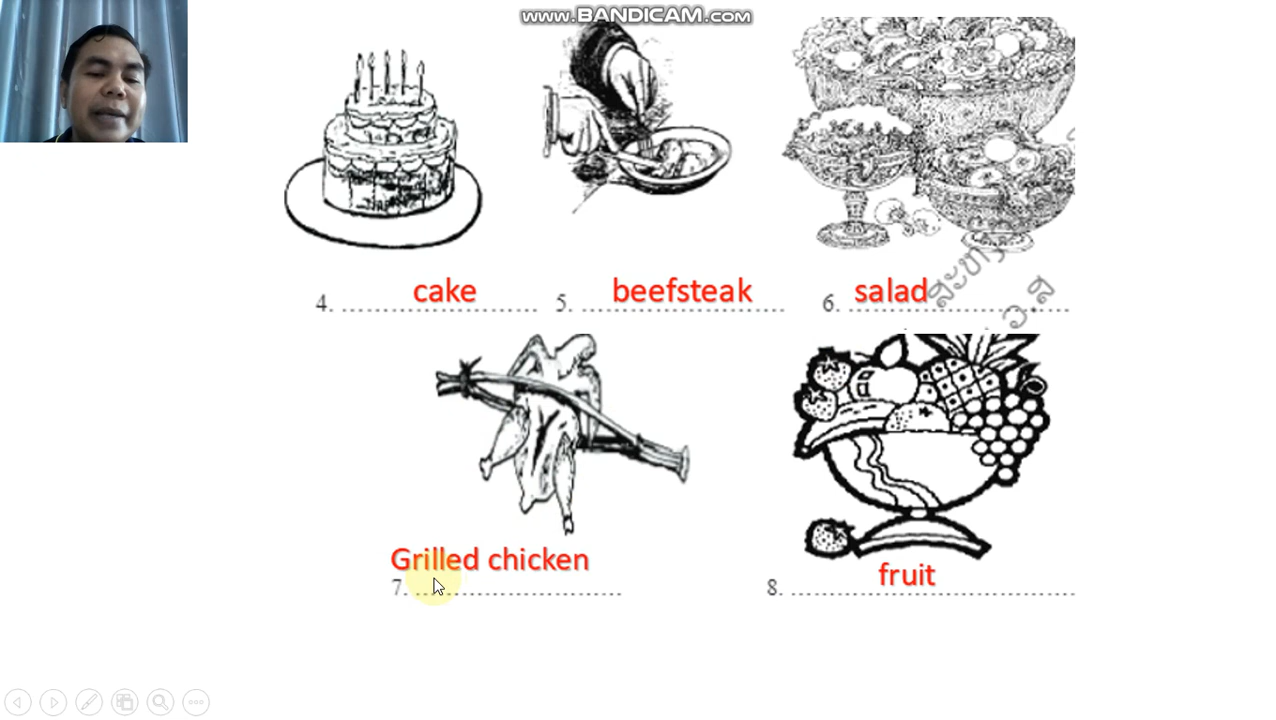 www.BANDICAM.com
4. cake
5. beefsteak
6. salad
7. Grilled chicken
8. fruit